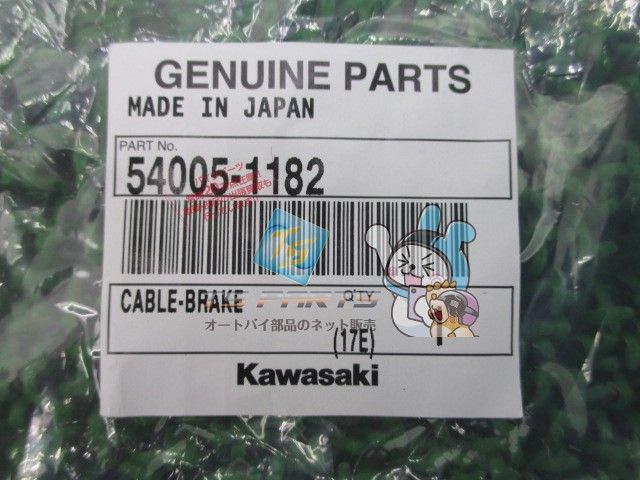 GENUINE PARTS
MADE IN JAPAN
PART No.
54005-1182
CABLE-BRAKE
Q'TY
PARTS
オートバイ部品のネット販売
(17E)
1
Kawasaki